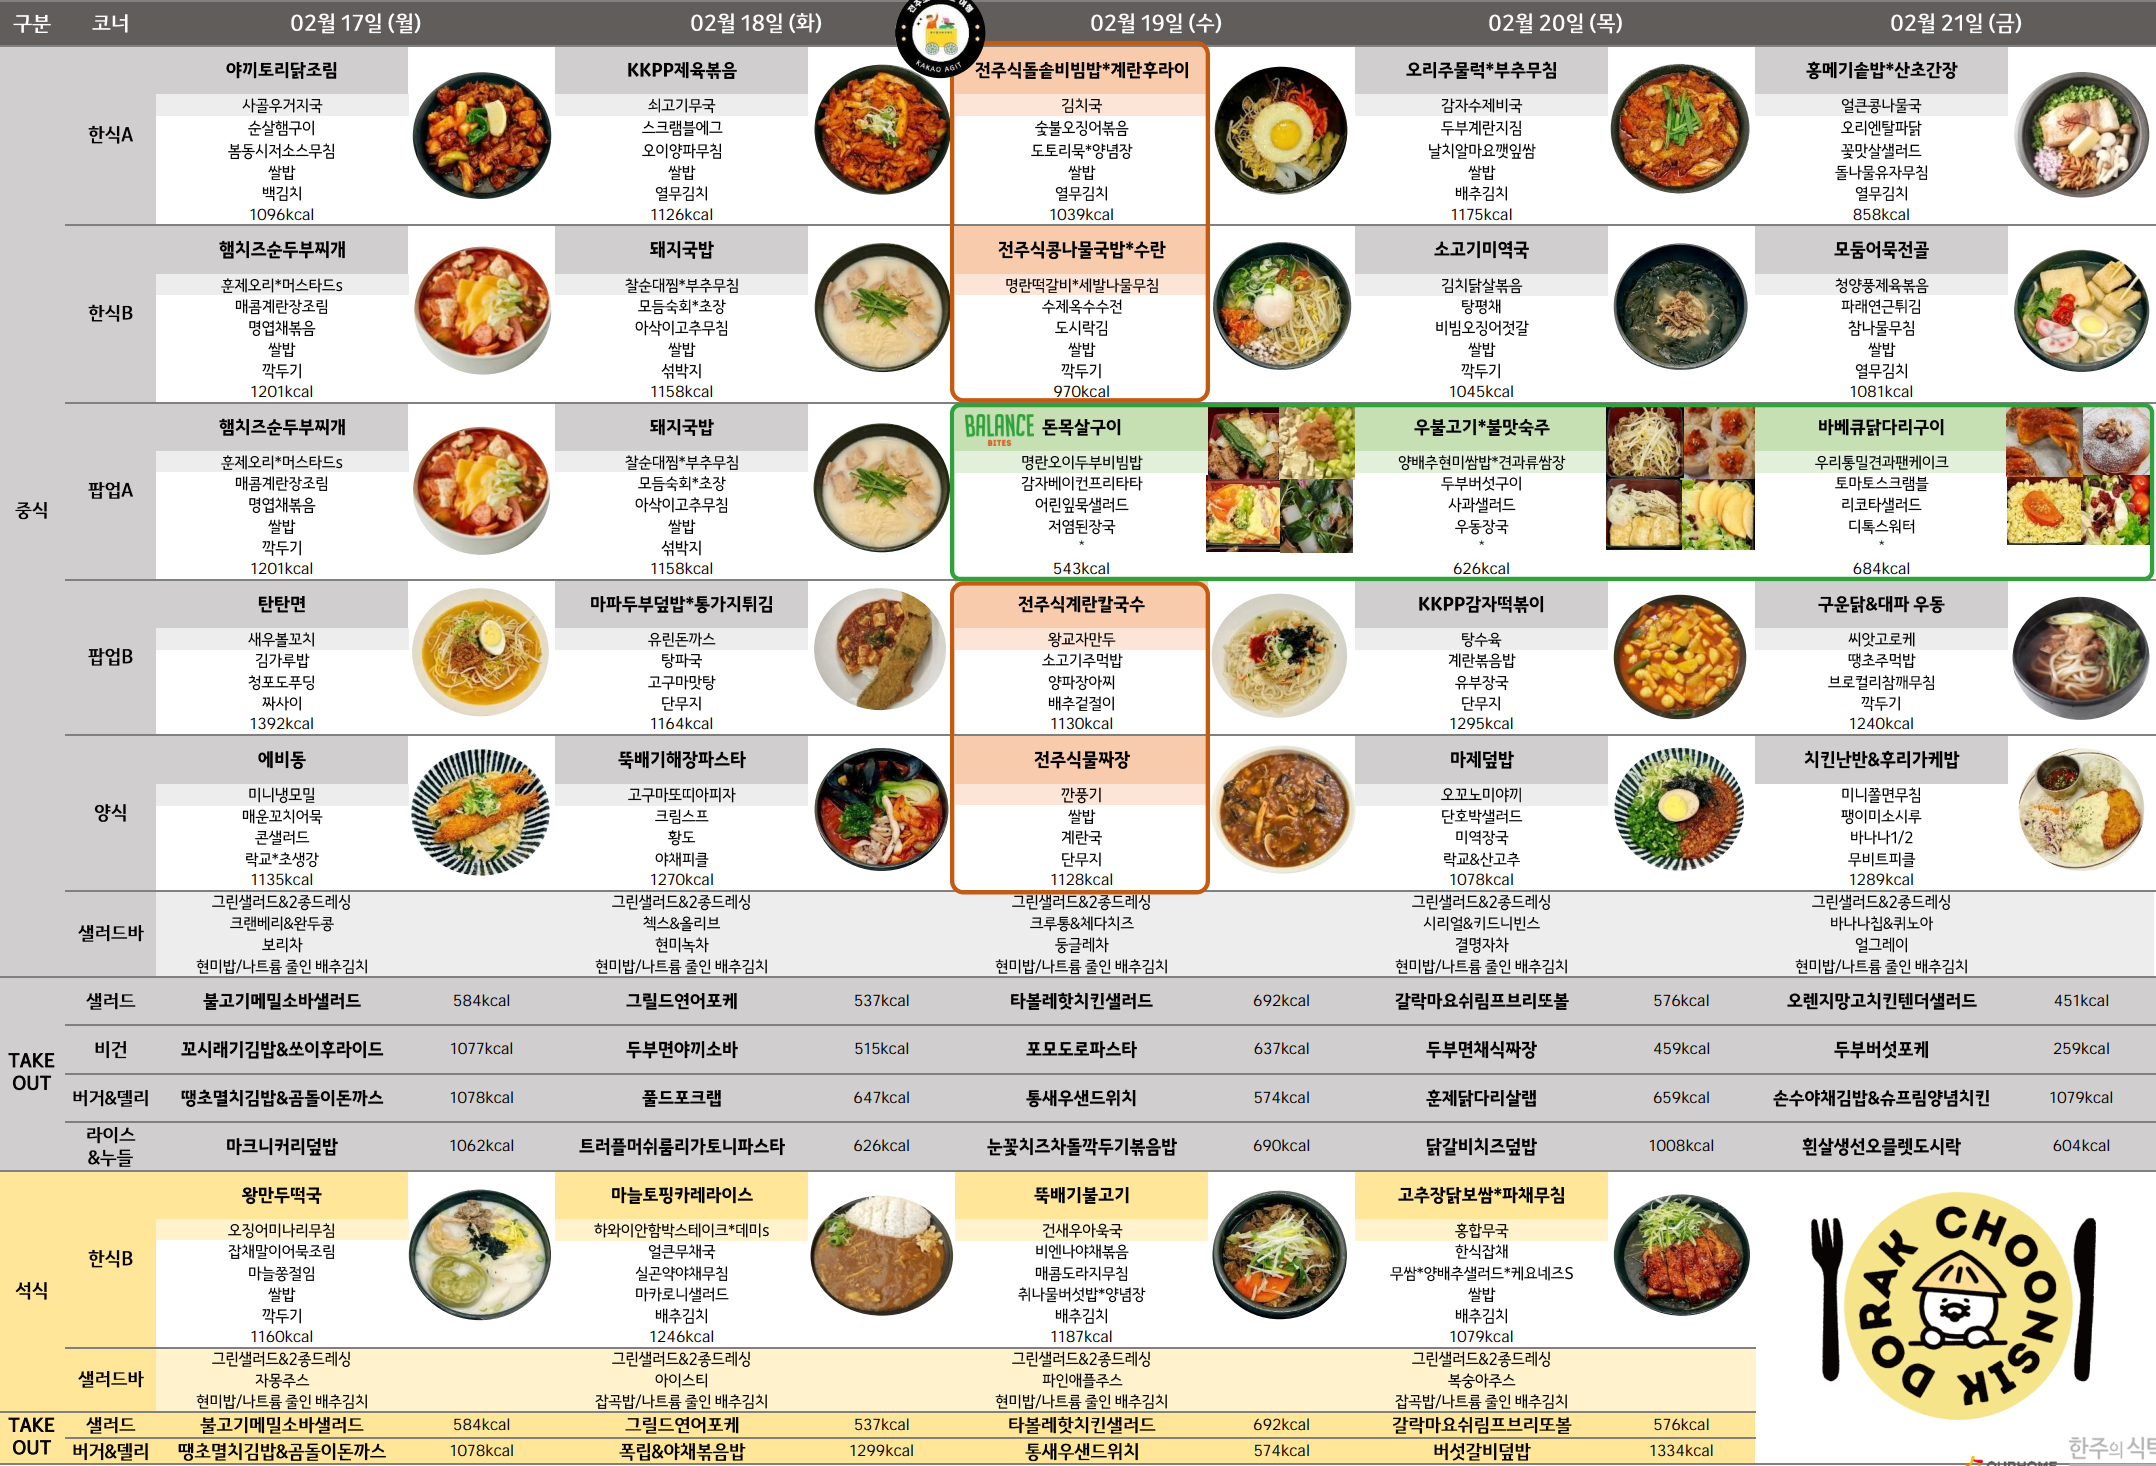 구분 코너 02월 17일 (월) 02월 18일 (화) 02월 19일 (수) 02월 20일 (목) 02월 21일 (금)
KAKAO AGIT
중식
한식A
야끼토리닭조림
사골우거지국
순살햄구이
봄동시저소스무침
쌀밥
백김치
1096kcal
KKPP제육볶음
쇠고기무국
스크램블에그
오이양파무침
쌀밥
열무김치
1126kcal
전주식돌솥비빔밥*계란후라이
김치국
숯불오징어볶음
도토리묵*양념장
쌀밥
열무김치
1039kcal
오리주물럭*부추무침
감자수제비국
두부계란지짐
날치알마요깻잎쌈
쌀밥
배추김치
1175kcal
홍메기솥밥*산초간장
얼큰콩나물국
오리엔탈파닭
꽃맛살샐러드
돌나물유자무침
열무김치
858kcal
한식B
햄치즈순두부찌개
훈제오리*머스타드s
매콤계란장조림
명엽채볶음
쌀밥
깍두기
1201kcal
돼지국밥
찰순대찜*부추무침
모듬숙회*초장
아삭이고추무침
쌀밥
섞박지
1158kcal
전주식콩나물국밥*수란
명란떡갈비*세발나물무침
수제옥수수전
도시락김
쌀밥
깍두기
970kcal
소고기미역국
김치닭살볶음
탕평채
비빔오징어젓갈
쌀밥
깍두기
1045kcal
모둠어묵전골
청양풍제육볶음
파래연근튀김
참나물무침
쌀밥
열무김치
1081kcal
팝업A
햄치즈순두부찌개
훈제오리*머스타드s
매콤계란장조림
명엽채볶음
쌀밥
깍두기
1201kcal
돼지국밥
찰순대찜*부추무침
모듬숙회*초장
아삭이고추무침
쌀밥
섞박지
1158kcal
BALANCE
BITES
돈목살구이
명란오이두부비빔밥
감자베이컨프리타타
어린잎묵샐러드
저염된장국
*
543kcal
우불고기*불맛숙주
양배추현미쌈밥*견과류쌈장
두부버섯구이
사과샐러드
우동장국
*
626kcal
바베큐닭다리구이
우리통밀견과팬케이크
토마토스크램블
리코타샐러드
디톡스워터
*
684kcal
팝업B
탄탄면
새우볼꼬치
김가루밥
청포도푸딩
짜사이
1392kcal
마파두부덮밥*통가지튀김
유린돈까스
탕파국
고구마맛탕
단무지
1164kcal
전주식계란칼국수
왕교자만두
소고기주먹밥
양파장아찌
배추겉절이
1130kcal
KKPP감자떡볶이
탕수육
계란볶음밥
유부장국
단무지
1295kcal
구운닭&대파 우동
씨앗고로케
땡초주먹밥
브로컬리참깨무침
깍두기
1240kcal
양식
에비동
미니냉모밀
매운꼬치어묵
콘샐러드
락교*초생강
1135kcal
뚝배기해장파스타
고구마또띠아피자
크림스프
황도
야채피클
1270kcal
전주식물짜장
깐풍기
쌀밥
계란국
단무지
1128kcal
마제덮밥
오꼬노미야끼
단호박샐러드
미역장국
락교&산고추
1078kcal
치킨난반&후리가케밥
미니쫄면무침
팽이미소시루
바나나1/2
무비트피클
1289kcal
샐러드바
그린샐러드&2종드레싱
크랜베리&완두콩
보리차
현미밥/나트륨 줄인 배추김치
그린샐러드&2종드레싱
첵스&올리브
현미녹차
현미밥/나트륨 줄인 배추김치
그린샐러드&2종드레싱
크루통&체다치즈
둥글레차
현미밥/나트륨 줄인 배추김치
그린샐러드&2종드레싱
시리얼&키드니빈스
결명자차
현미밥/나트륨 줄인 배추김치
그린샐러드&2종드레싱
바나나칩&퀴노아
얼그레이
현미밥/나트륨 줄인 배추김치
TAKE
OUT
샐러드 불고기메밀소바샐러드 584kcal 그릴드연어포케 537kcal 타볼레핫치킨샐러드 692kcal 갈락마요쉬림프브리또볼 576kcal 오렌지망고치킨텐더샐러드 451kcal
비건 꼬시래기김밥&쏘이후라이드 1077kcal 두부면야끼소바 515kcal 포모도로파스타 637kcal 두부면채식짜장 459kcal 두부버섯포케 259kcal
버거&델리 땡초멸치김밥&곰돌이돈까스 1078kcal 풀드포크랩 647kcal 통새우샌드위치 574kcal 훈제닭다리살랩 659kcal 손수야채김밥&슈프림양념치킨 1079kcal
라이스
&누들
마크니커리덮밥 1062kcal 트러플머쉬룸리가토니파스타 626kcal 눈꽃치즈차돌깍두기볶음밥 690kcal 닭갈비치즈덮밥 1008kcal 흰살생선오믈렛도시락 604kcal
석식
한식B
왕만두떡국
오징어미나리무침
잡채말이어묵조림
마늘쫑절임
쌀밥
깍두기
1160kcal
마늘토핑카레라이스
하와이안함박스테이크*데미s
얼큰무채국
실곤약야채무침
마카로니샐러드
배추김치
1246kcal
뚝배기불고기
건새우아욱국
비엔나야채볶음
매콤도라지무침
취나물버섯밥*양념장
배추김치
1187kcal
고추장닭보쌈*파채무침
홍합무국
한식잡채
무쌈*양배추샐러드*케요네즈S
쌀밥
배추김치
1079kcal
CHOONSIK DORAK
샐러드바
그린샐러드&2종드레싱
자몽주스
현미밥/나트륨 줄인 배추김치
그린샐러드&2종드레싱
아이스티
잡곡밥/나트륨 줄인 배추김치
그린샐러드&2종드레싱
파인애플주스
현미밥/나트륨 줄인 배추김치
그린샐러드&2종드레싱
복숭아주스
잡곡밥/나트륨 줄인 배추김치
TAKE
OUT
샐러드 불고기메밀소바샐러드 584kcal 그릴드연어포케 537kcal 타볼레핫치킨샐러드 692kcal 갈락마요쉬림프브리또볼 576kcal
버거&델리 땡초멸치김밥&곰돌이돈까스 1078kcal 폭립&야채볶음밥 1299kcal 통새우샌드위치 574kcal 버섯갈비덮밥 1334kcal
한주의 식탁
OURHOME